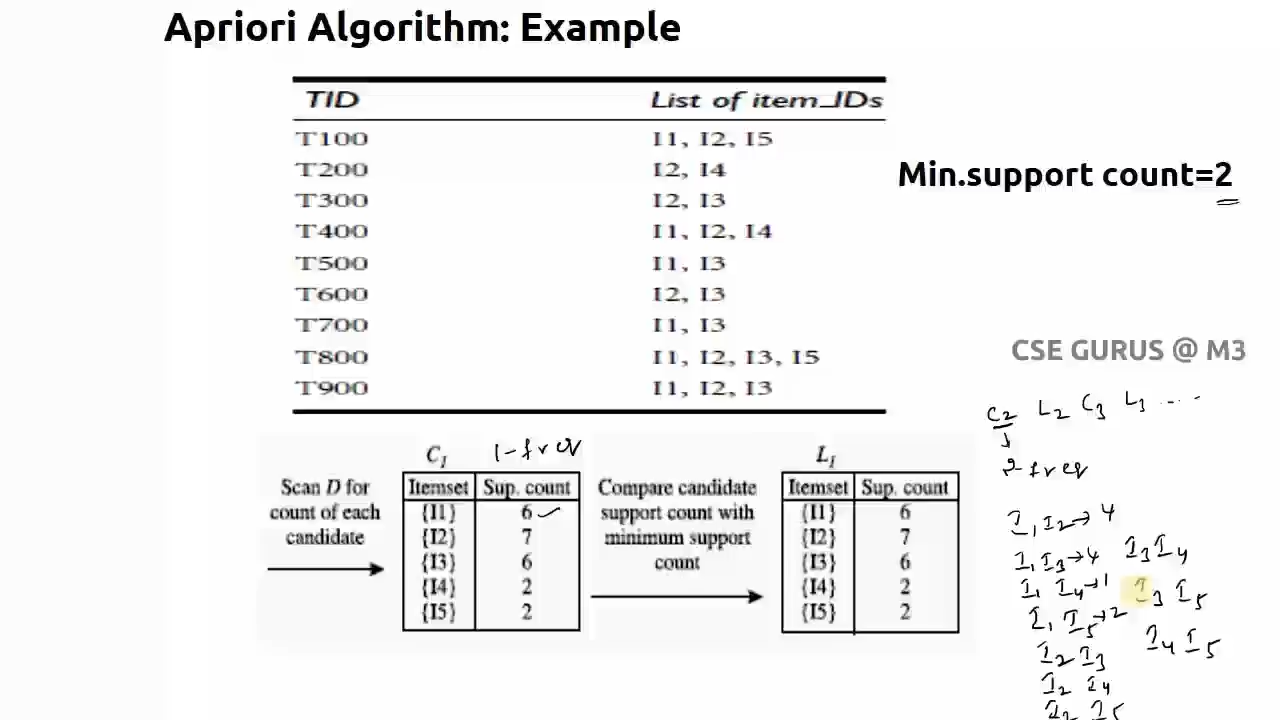 Apriori Algorithm: Example
TID List of item_IDs
T100 I1, I2, I5
T200 I2, I4
T300 I2, I3
T400 I1, I2, I4
T500 I1, I3
T600 I2, I3
T700 I1, I3
T800 I1, I2, I3, I5
T900 I1, I2, I3
Min.support count=2
CSE GURUS @ M3
C2 L2 C3 L3 ....
2-freq
C1 1-freq
Scan D for
count of each
candidate
Itemset Sup. count
{I1} 6
{I2} 7
{I3} 6
{I4} 2
{I5} 2
Compare candidate
support count with
minimum support
count
L1
Itemset Sup. count
{I1} 6
{I2} 7
{I3} 6
{I4} 2
{I5} 2
I1 I2→4
I1 I3→4
I1 I4→1
I1 I5→2
I2 I3
I2 I4
I2 I5
I3 I4
I3 I5
I4 I5